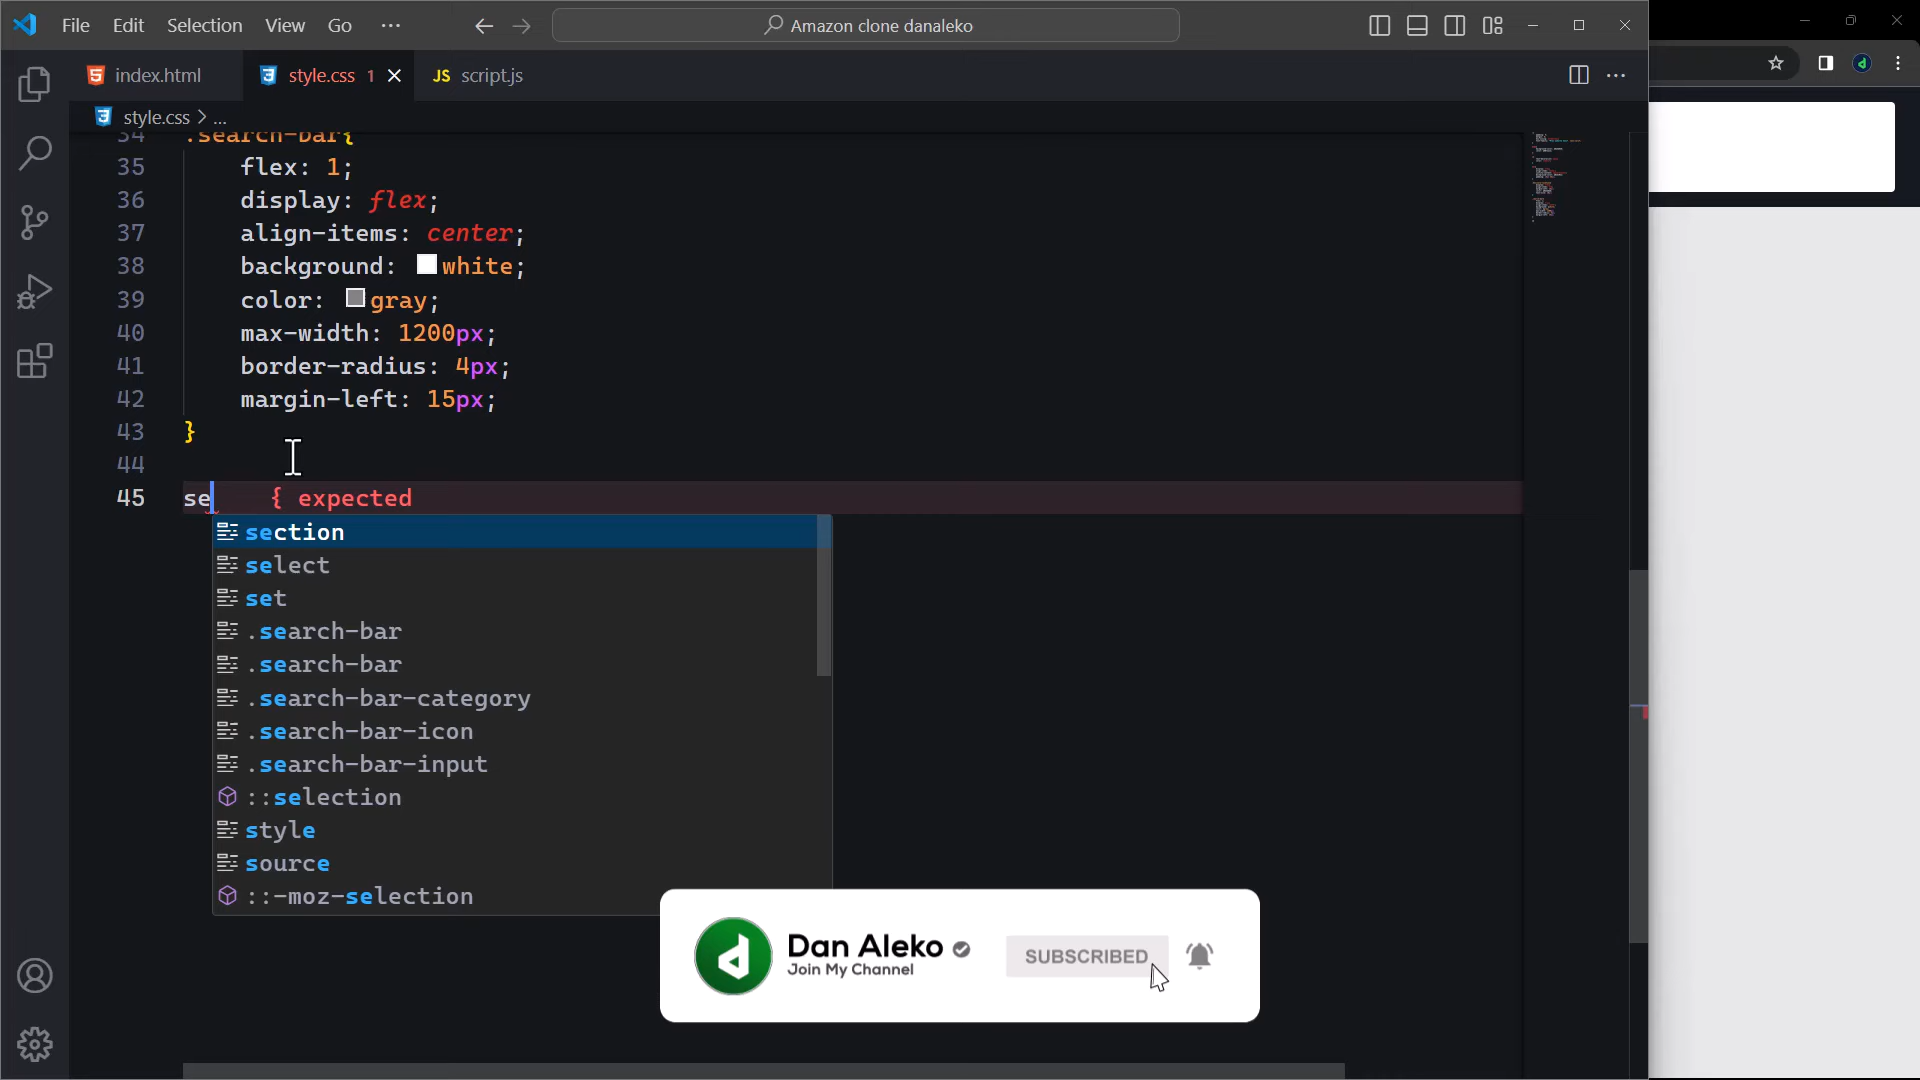 File Edit Selection View Go ···
Amazon clone danaleko
index.html
style.css 1
JS script.js
style.css > ...
34 .search-bar{
35 flex: 1;
36 display: flex;
37 align-items: center;
38 background: white;
39 color: gray;
40 max-width: 1200px;
41 border-radius: 4px;
42 margin-left: 15px;
43 }
44
45 se { expected
section
select
set
.search-bar
.search-bar
.search-bar-category
.search-bar-icon
.search-bar-input
::selection
style
source
::-moz-selection
Dan Aleko
Join My Channel
SUBSCRIBED